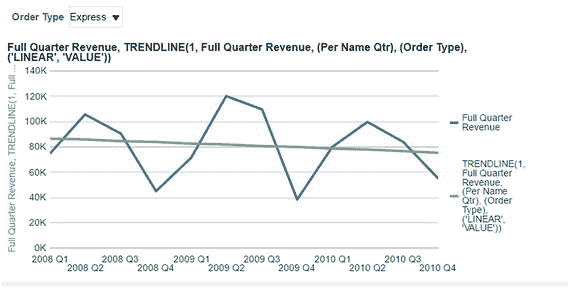 Order Type Express
Full Quarter Revenue, TRENDLINE(1, Full Quarter Revenue, (Per Name Qtr), (Order Type),
('LINEAR', 'VALUE'))
Full Quarter Revenue, TRENDLINE(1, Full ...
140K
120K
100K
80K
60K
40K
20K
0K
2008 Q1
2008 Q2
2008 Q3
2008 Q4
2009 Q1
2009 Q2
2009 Q3
2009 Q4
2010 Q1
2010 Q2
2010 Q3
2010 Q4
Full Quarter
Revenue
TRENDLINE(1,
Full Quarter
Revenue,
(Per Name
Qtr), (Order
Type),
('LINEAR',
'VALUE'))